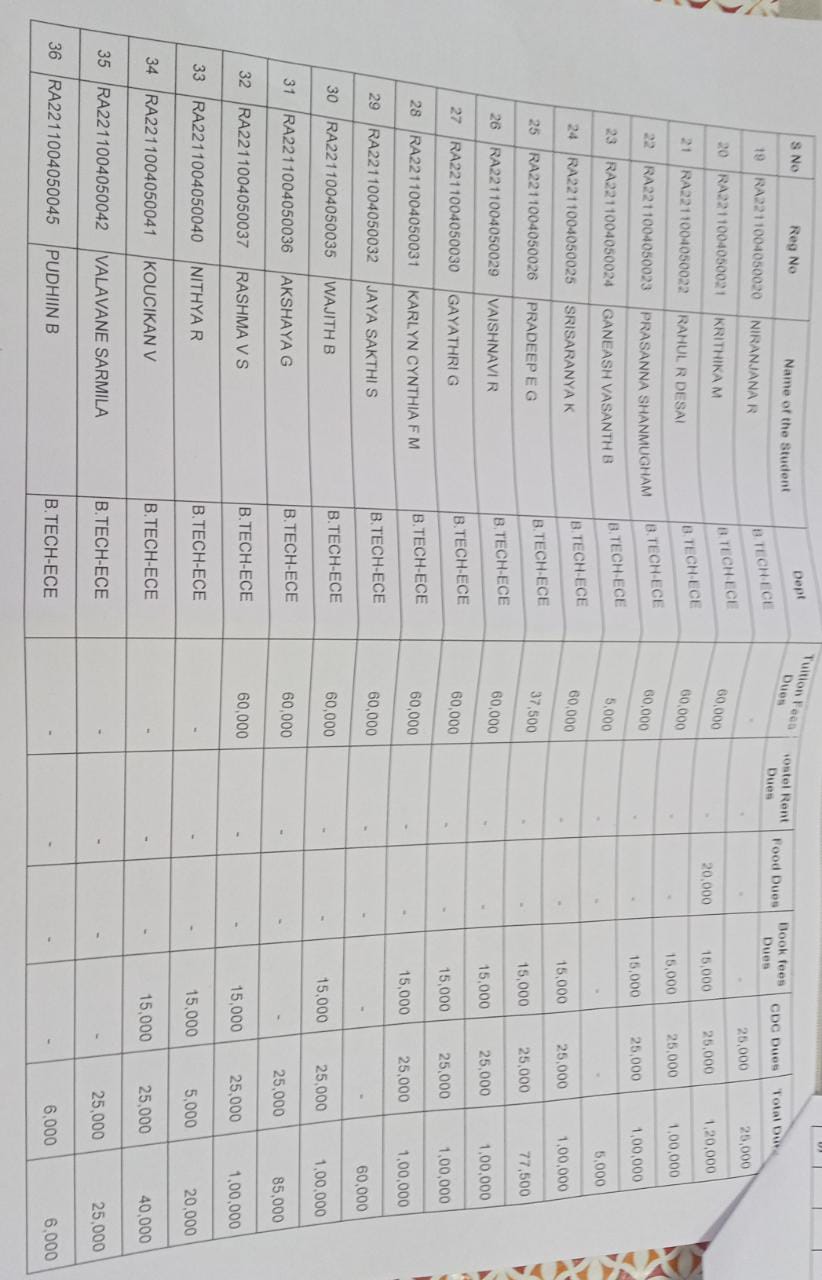 S No Reg No Name of the Student Dept Tuition Fees Dues Hostel Rent Dues Food Dues Book fees Dues CDC Dues Total
19 RA2211004050020 NIRANJANA R B.TECH-ECE - - - - 25,000 25,000
20 RA2211004050021 KRITHIKA M B.TECH-ECE 60,000 - 20,000 15,000 25,000 1,20,000
21 RA2211004050022 RAHUL R DESAI B.TECH-ECE 60,000 - - 15,000 25,000 1,00,000
22 RA2211004050023 PRASANNA SHANMUGHAM B.TECH-ECE 60,000 - - 15,000 25,000 1,00,000
23 RA2211004050024 GANEASH VASANTH B B.TECH-ECE 5,000 - - - - 5,000
24 RA2211004050025 SRISARANYA K B.TECH-ECE 60,000 - - 15,000 25,000 1,00,000
25 RA2211004050026 PRADEEP E G B.TECH-ECE 37,500 - - 15,000 25,000 77,500
26 RA2211004050029 VAISHNAVI R B.TECH-ECE 60,000 - - 15,000 25,000 1,00,000
27 RA2211004050030 GAYATHRI G B.TECH-ECE 60,000 - - 15,000 25,000 1,00,000
28 RA2211004050031 KARLYN CYNTHIA F M B.TECH-ECE 60,000 - - 15,000 25,000 1,00,000
29 RA2211004050032 JAYA SAKTHI S B.TECH-ECE 60,000 - - - - 60,000
30 RA2211004050035 WAJITH B B.TECH-ECE 60,000 - - 15,000 25,000 1,00,000
31 RA2211004050036 AKSHAYA G B.TECH-ECE 60,000 - - - 25,000 85,000
32 RA2211004050037 RASHMA V S B.TECH-ECE 60,000 - - 15,000 25,000 1,00,000
33 RA2211004050040 NITHYA R B.TECH-ECE - - - 15,000 5,000 20,000
34 RA2211004050041 KOUCIKAN V B.TECH-ECE - - - 15,000 25,000 40,000
35 RA2211004050042 VALAVANE SARMILA B.TECH-ECE - - - - 25,000 25,000
36 RA2211004050045 PUDHIIN B B.TECH-ECE - - - - 6,000 6,000